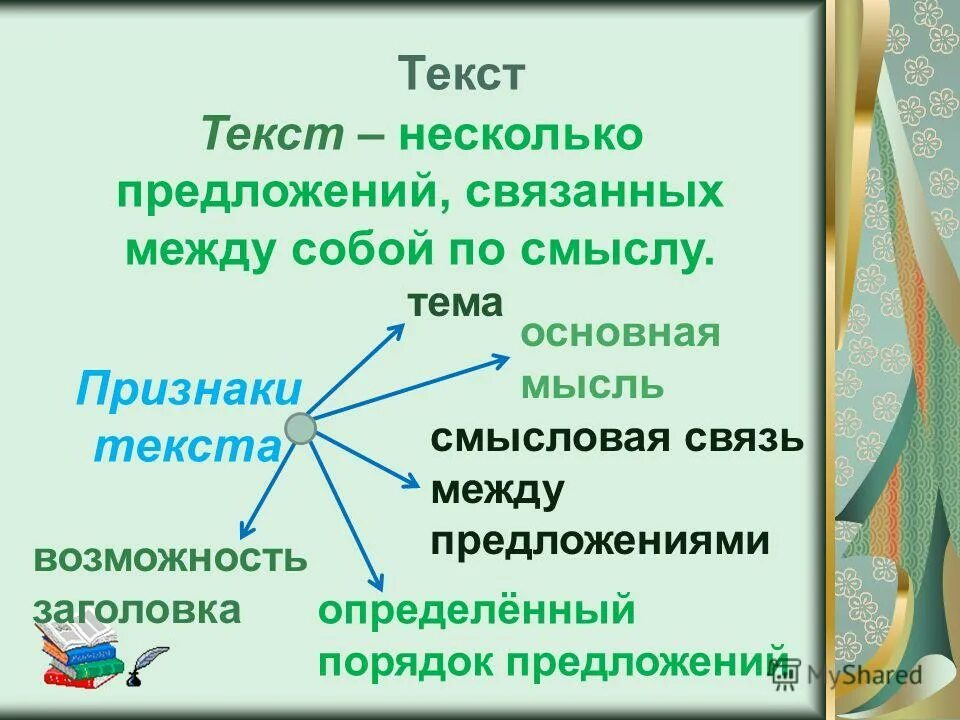 Текст
Текст – несколько
предложений, связанных
между собой по смыслу.
тема
основная
мысль
Признаки
текста
смысловая связь
между
предложениями
возможность
заголовка
определённый
порядок предложений
MyShared